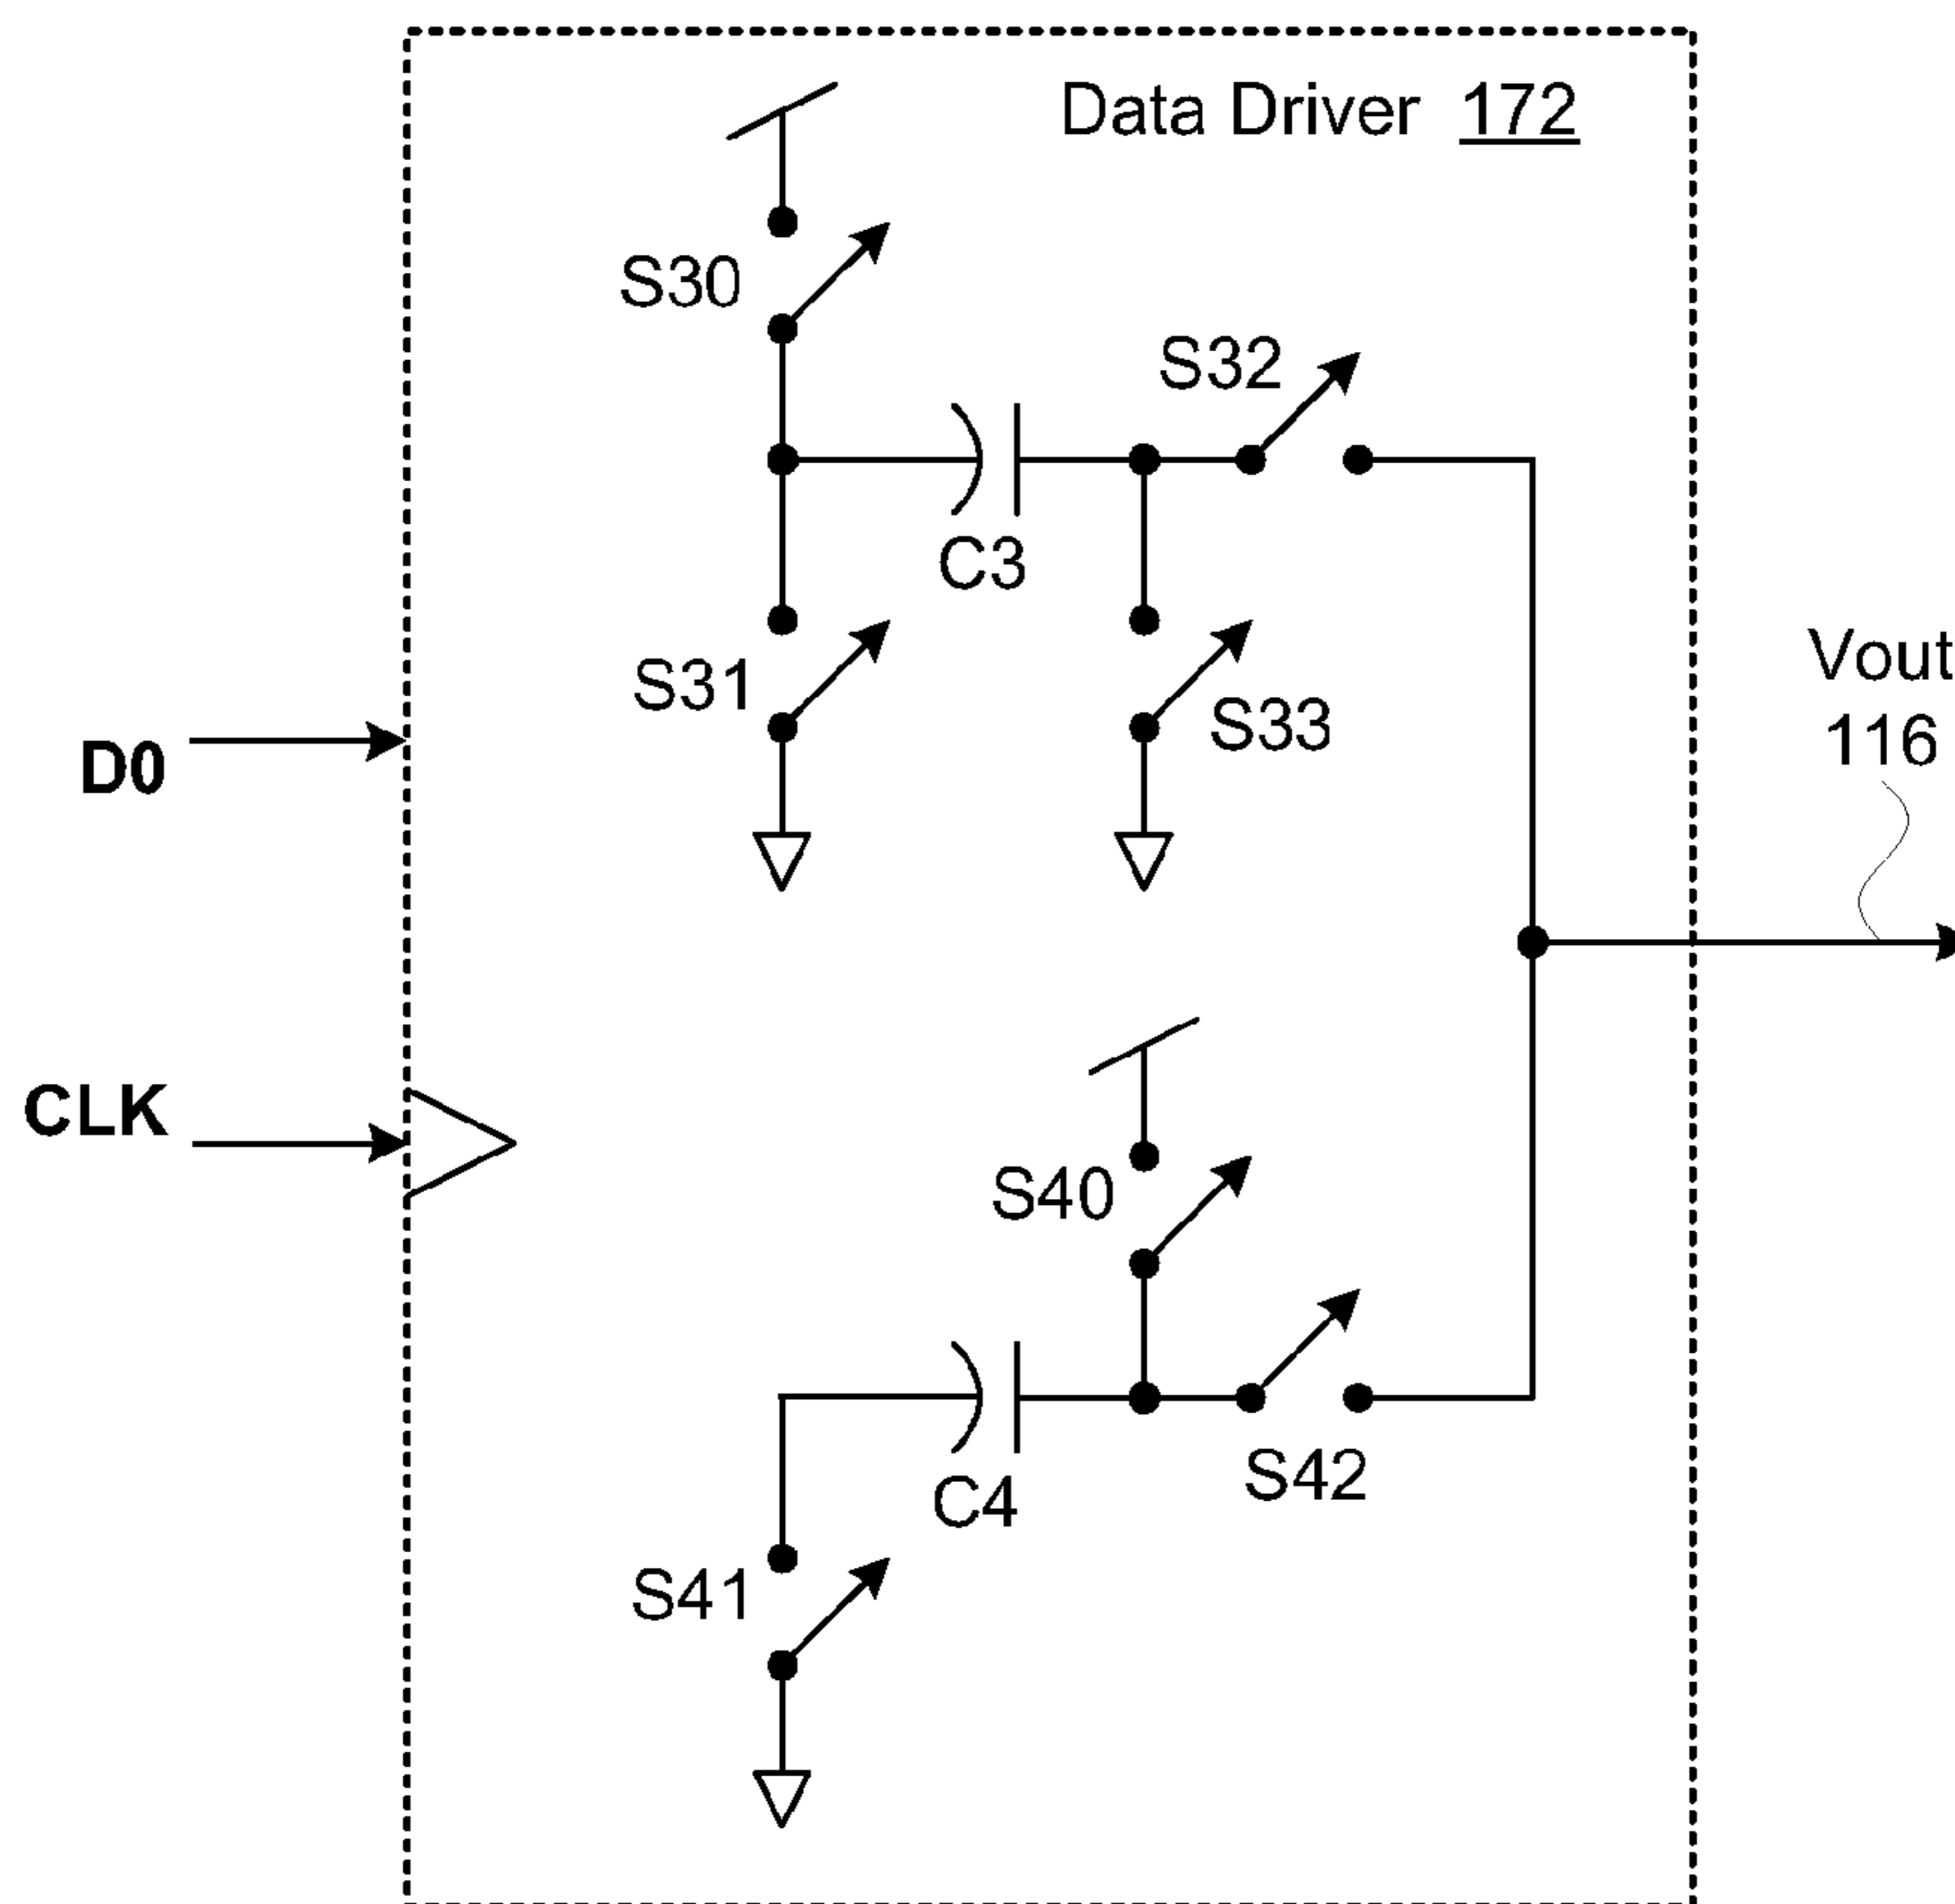 Data Driver 172
S30
S32
C3
S31
S33
Vout
116
D0
CLK
S40
S42
C4
S41